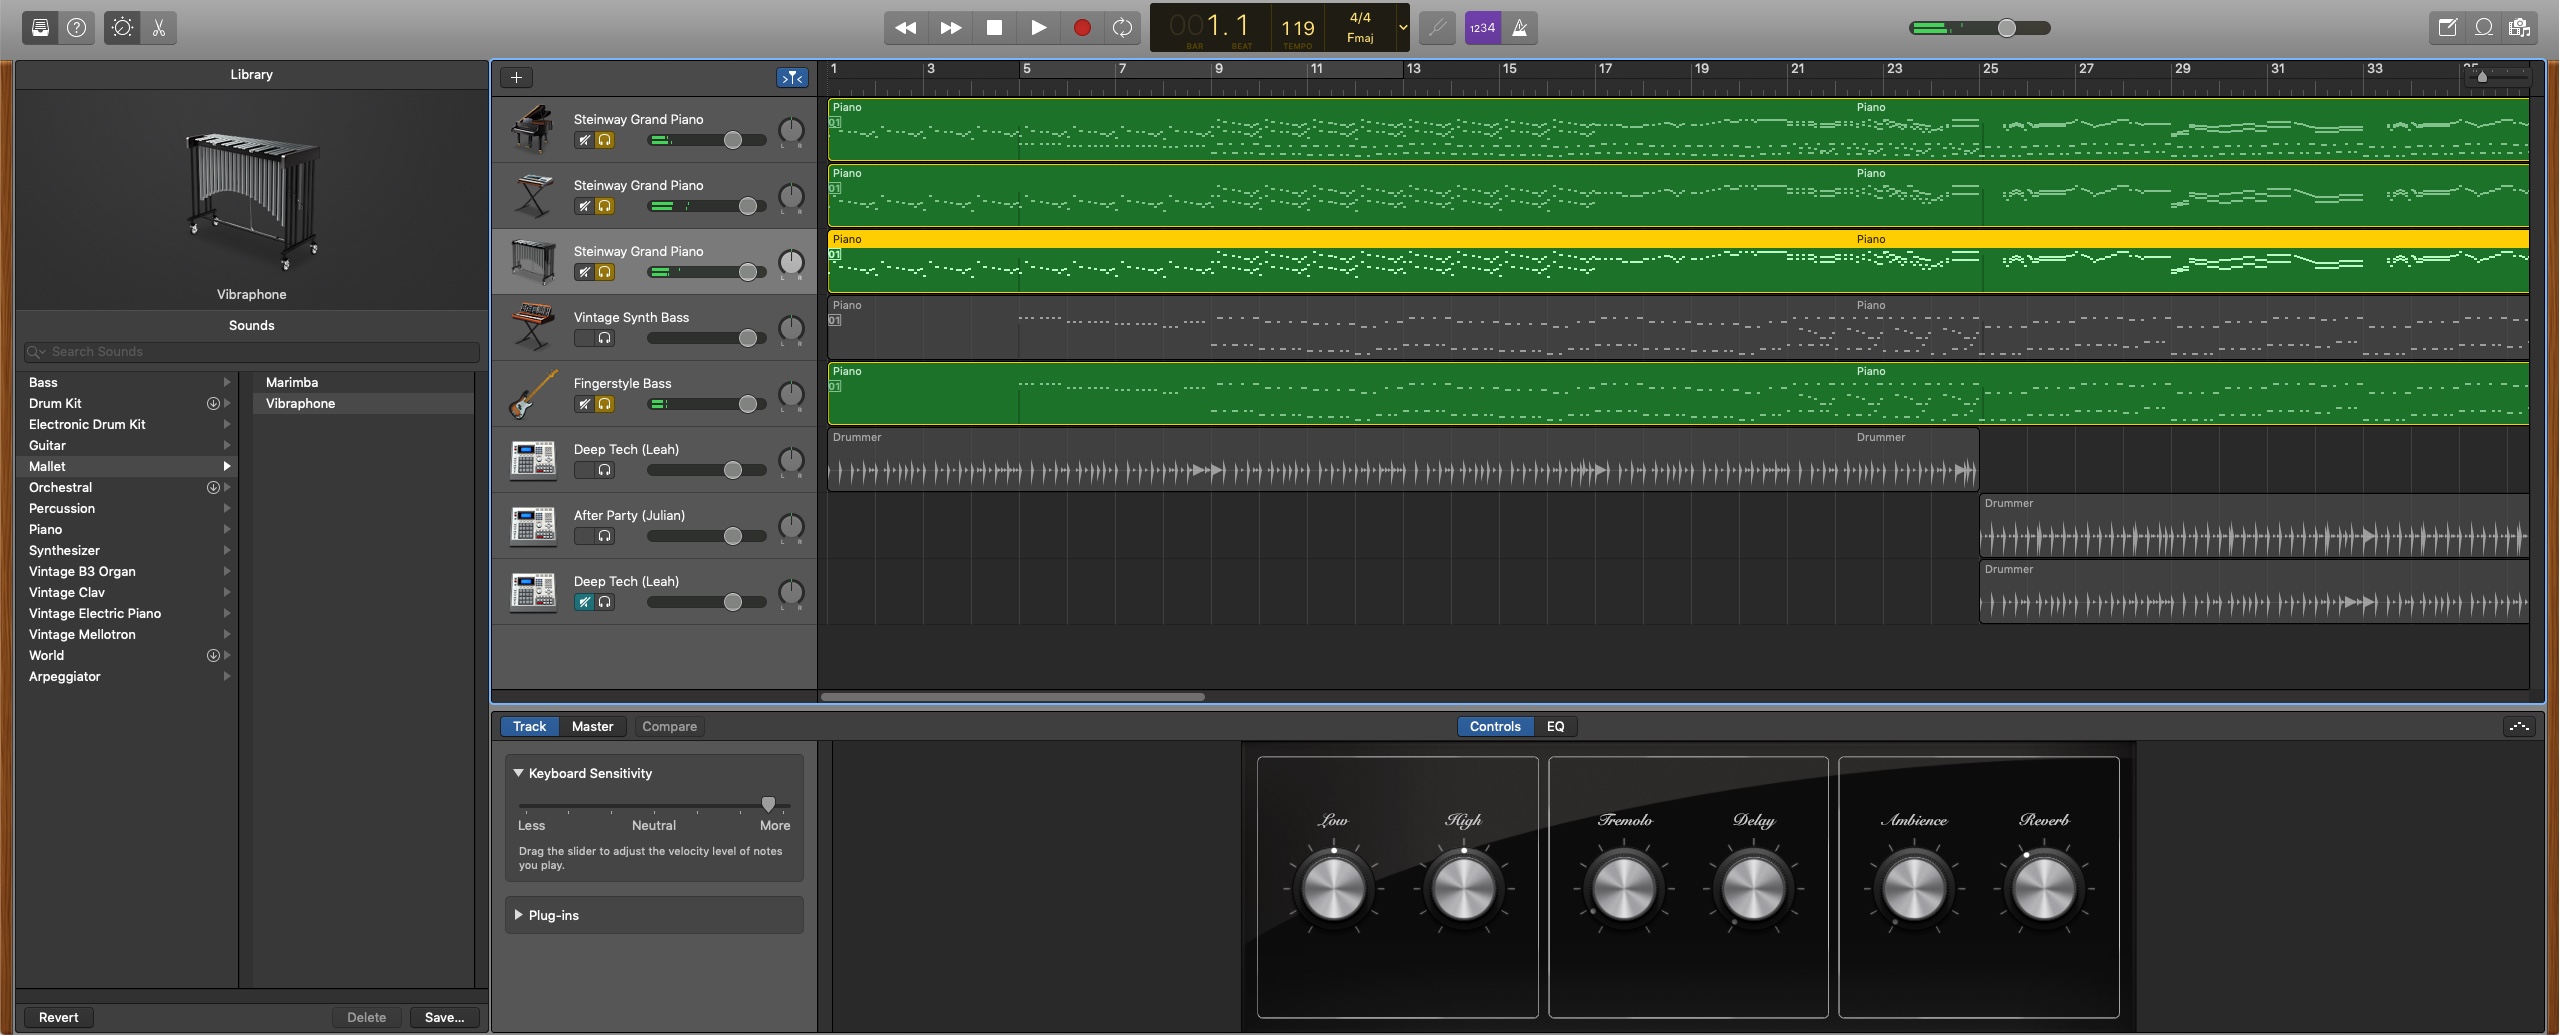 001.1
BAR BEAT
119
TEMPO
4/4
Fmaj
1234
Library
Vibraphone
Sounds
Search Sounds
Bass
Drum Kit
Electronic Drum Kit
Guitar
Mallet
Orchestral
Percussion
Piano
Synthesizer
Vintage B3 Organ
Vintage Clav
Vintage Electric Piano
Vintage Mellotron
World
Arpeggiator
Marimba
Vibraphone
Revert
Delete
Save...
1 3 5 7 9 11 13 15 17 19 21 23 25 27 29 31 33 35
Steinway Grand Piano
L R
Piano Piano
01
Steinway Grand Piano
L R
Piano Piano
01
Steinway Grand Piano
L R
Piano Piano
01
Vintage Synth Bass
L R
Piano Piano
01
Fingerstyle Bass
L R
Piano Piano
01
Deep Tech (Leah)
L R
Drummer Drummer
After Party (Julian)
L R
Drummer
Deep Tech (Leah)
L R
Drummer
Track Master Compare
Controls EQ
Keyboard Sensitivity
Less Neutral More
Drag the slider to adjust the velocity level of notes
you play.
Plug-ins
Low High Tremolo Delay Ambience Reverb